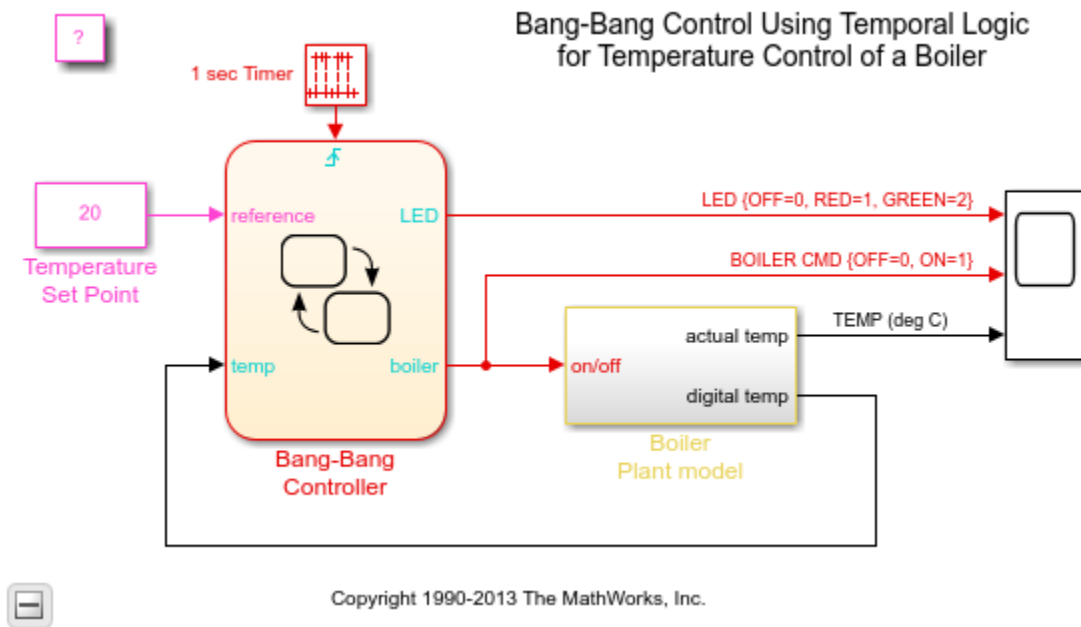 ?
Bang-Bang Control Using Temporal Logic
for Temperature Control of a Boiler
1 sec Timer
20
Temperature
Set Point
reference
LED
temp
boiler
Bang-Bang
Controller
LED {OFF=0, RED=1, GREEN=2}
BOILER CMD {OFF=0, ON=1}
TEMP (deg C)
on/off
actual temp
digital temp
Boiler
Plant model
Copyright 1990-2013 The MathWorks, Inc.